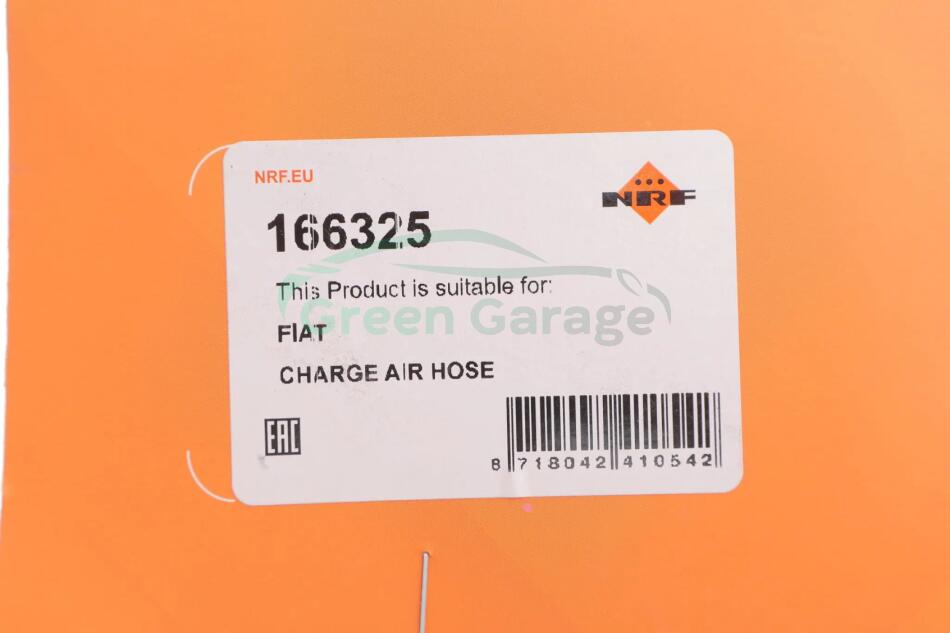 NRF.EU
NRF
166325
This Product is suitable for:
Green Garage
FIAT
CHARGE AIR HOSE
EAC
8 718042 410542